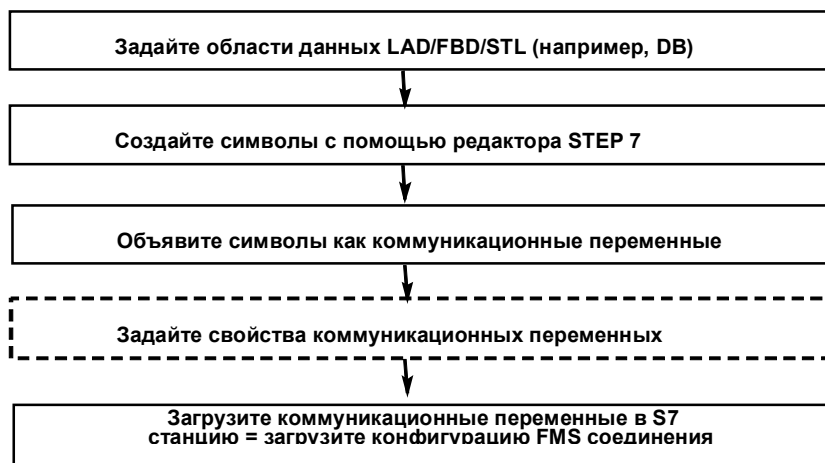 Задайте области данных LAD/FBD/STL (например, DB)
Создайте символы с помощью редактора STEP 7
Объявите символы как коммуникационные переменные
Задайте свойства коммуникационных переменных
Загрузите коммуникационные переменные в S7
станцию = загрузите конфигурацию FMS соединения